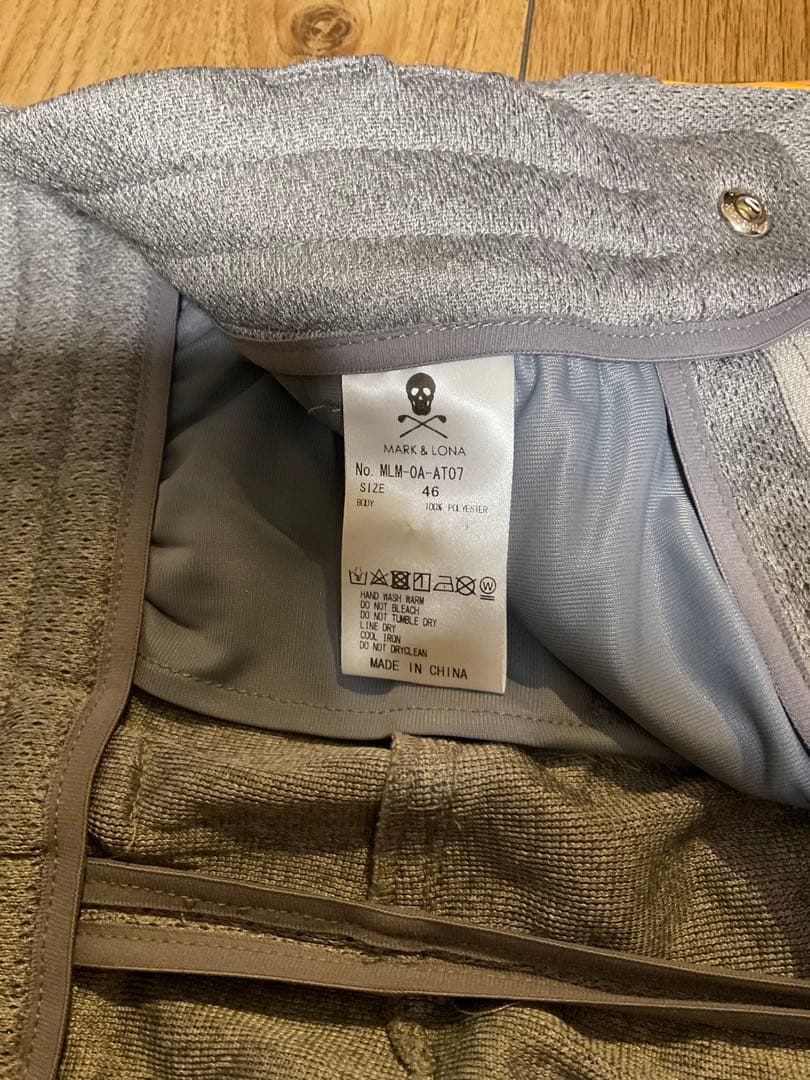 MARK & LONA
No. MLM-0A-AT07
SIZE 46
BODY 100% POLYESTER
W
HAND WASH WARM
DO NOT BLEACH
DO NOT TUMBLE DRY
LINE DRY
COOL IRON
DO NOT DRYCLEAN
MADE IN CHINA